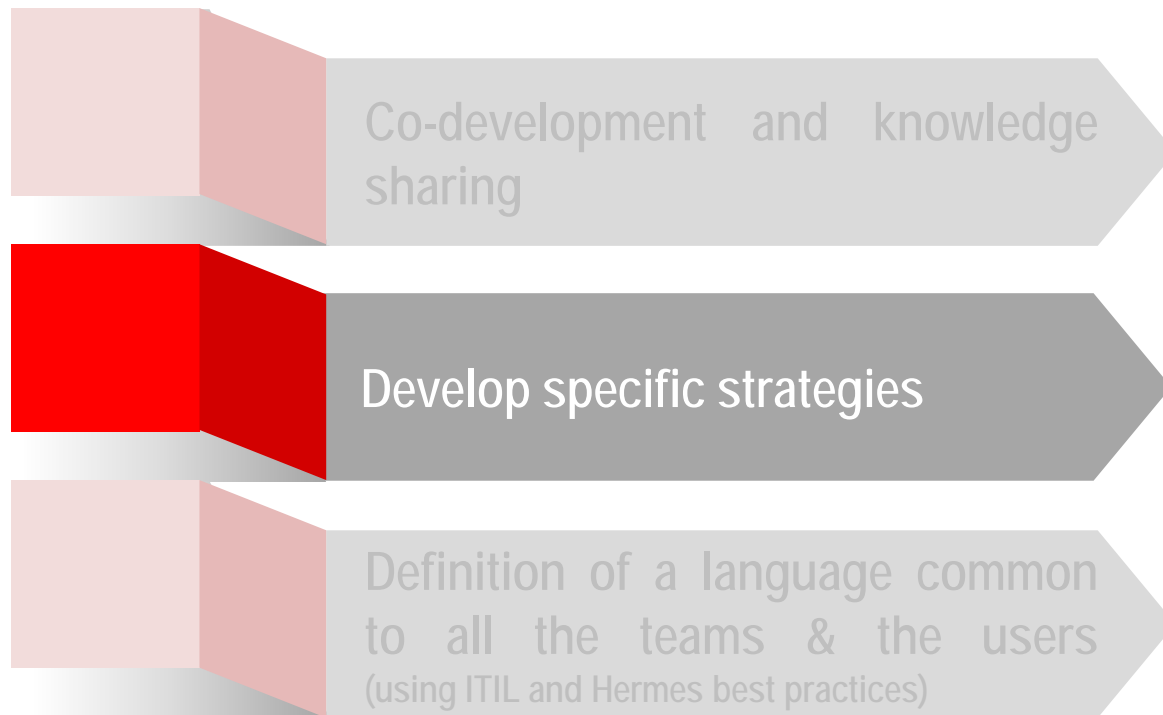 Co-development and knowledge
sharing
Develop specific strategies
Definition of a language common
to all the teams & the users
(using ITIL and Hermes best practices)